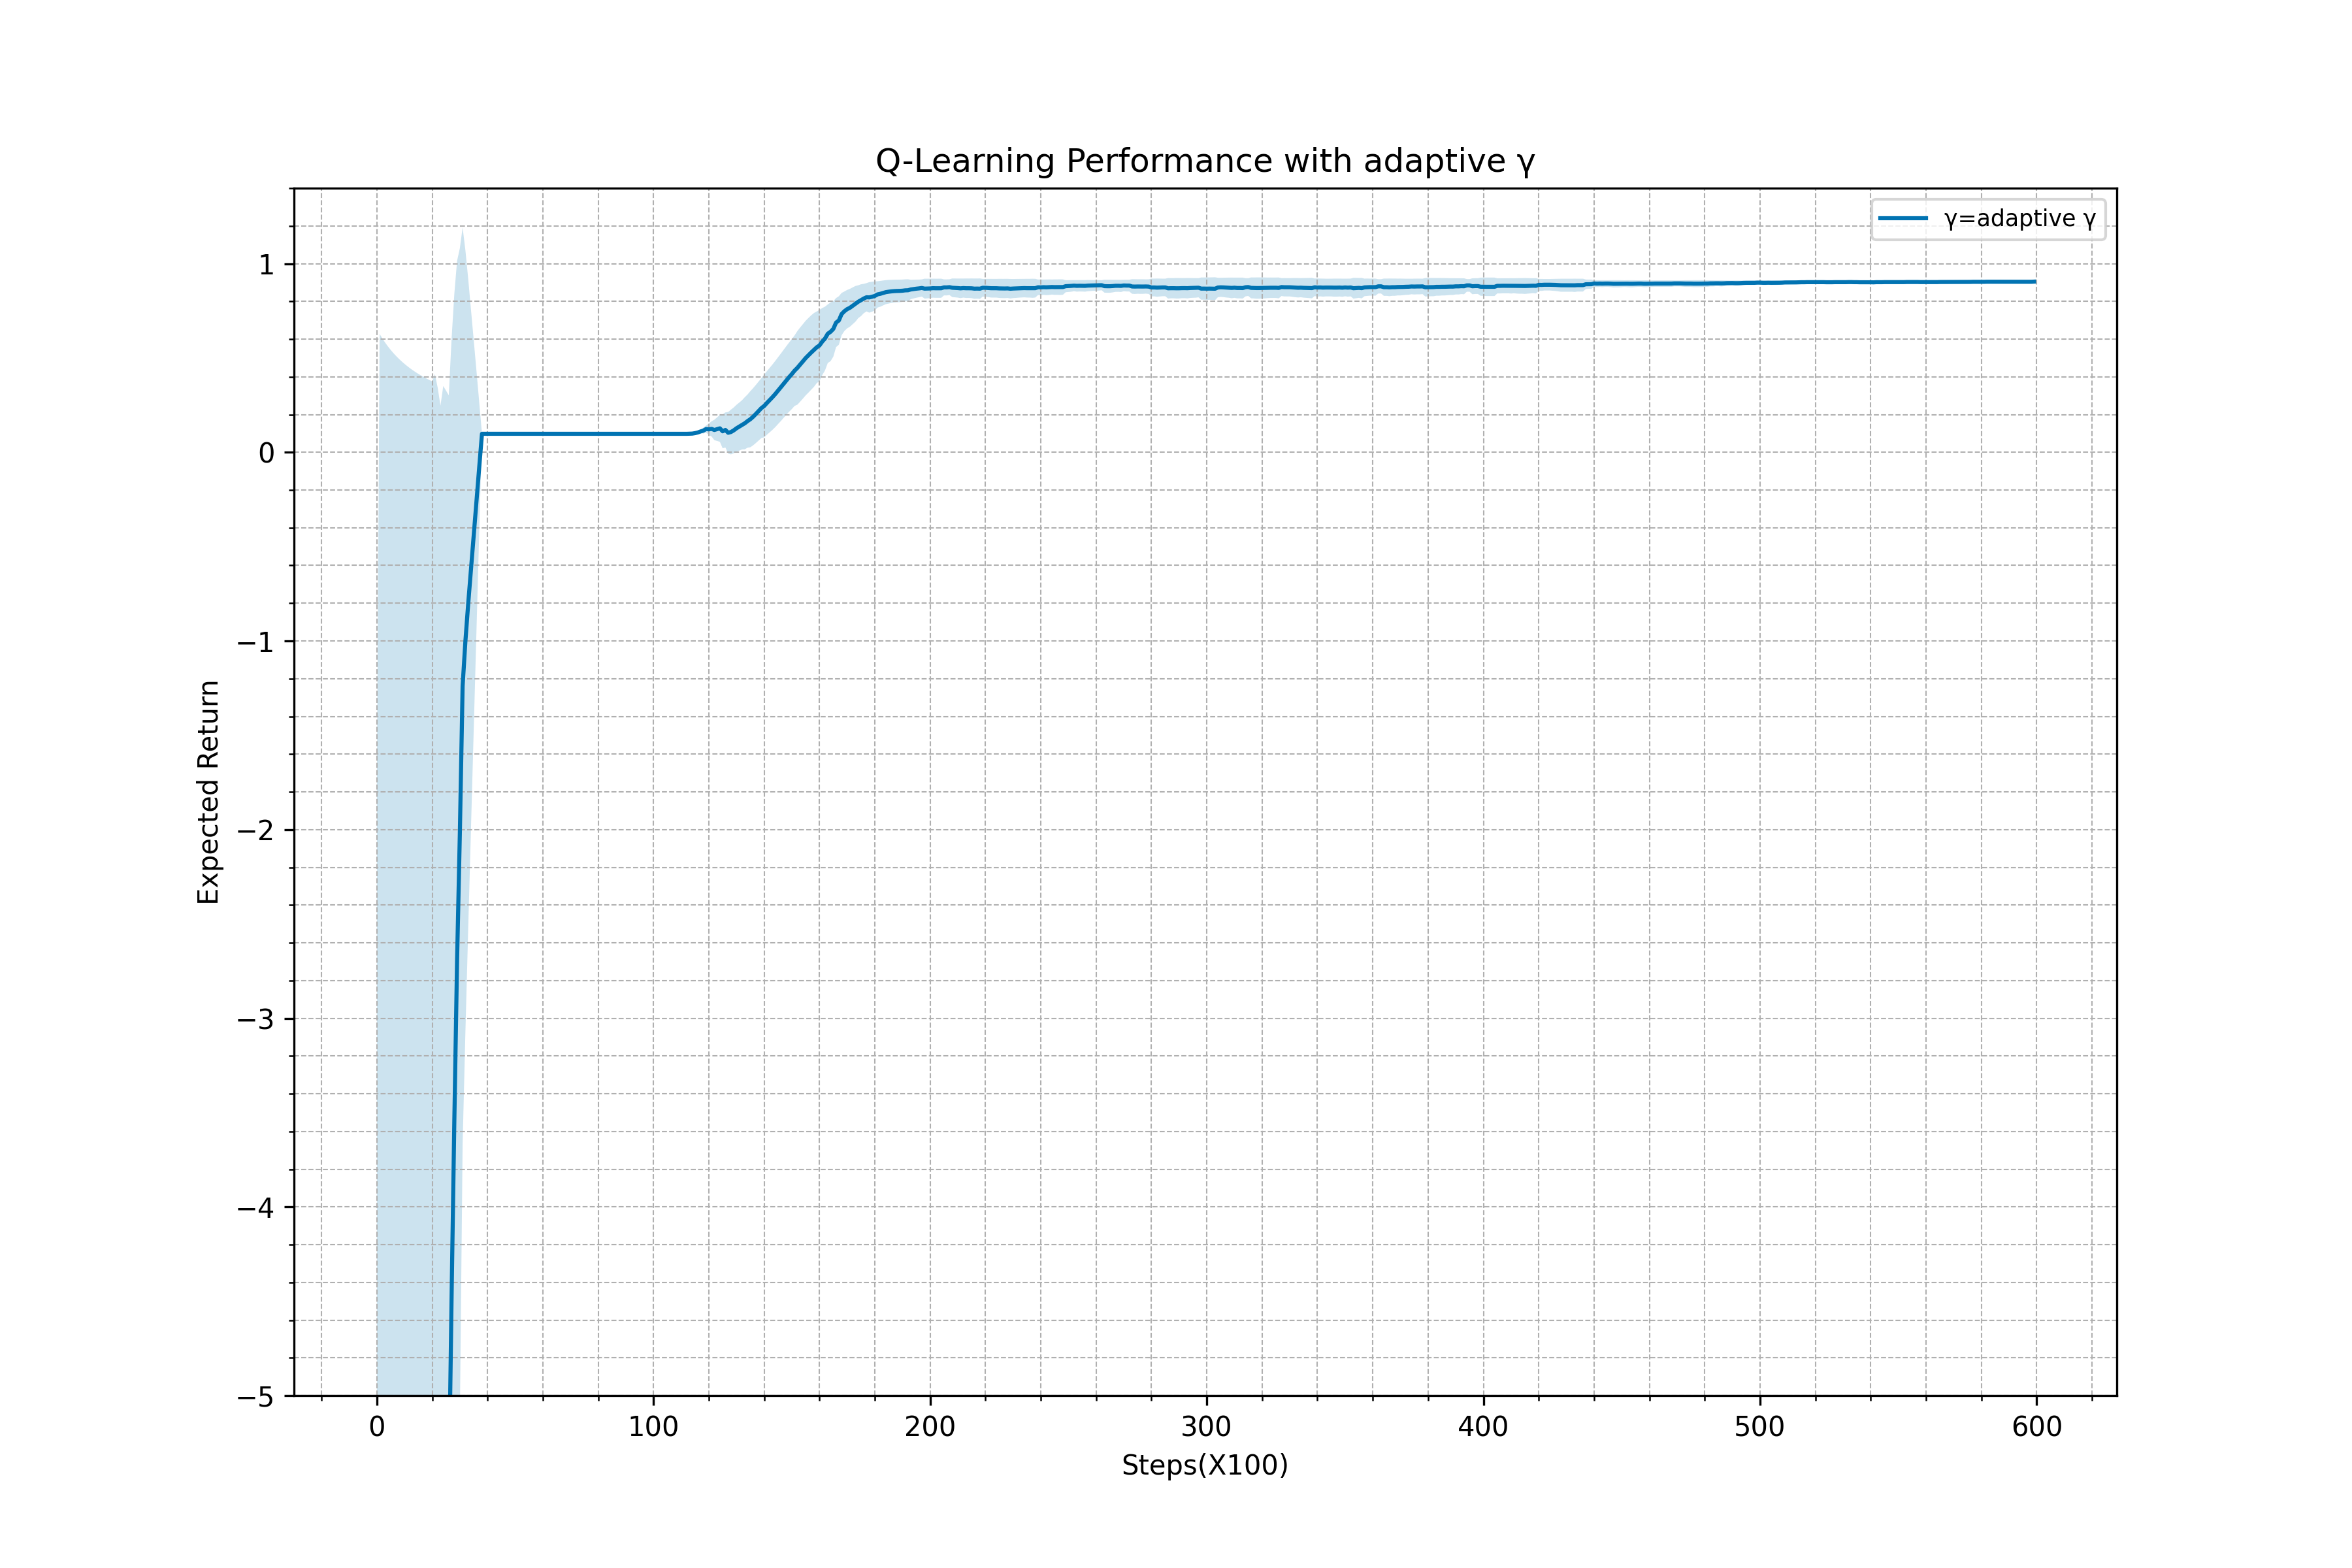 Q-Learning Performance with adaptive γ
γ=adaptive γ
1
0
−1
−2
−3
−4
−5
Expected Return
0 100 200 300 400 500 600
Steps(X100)